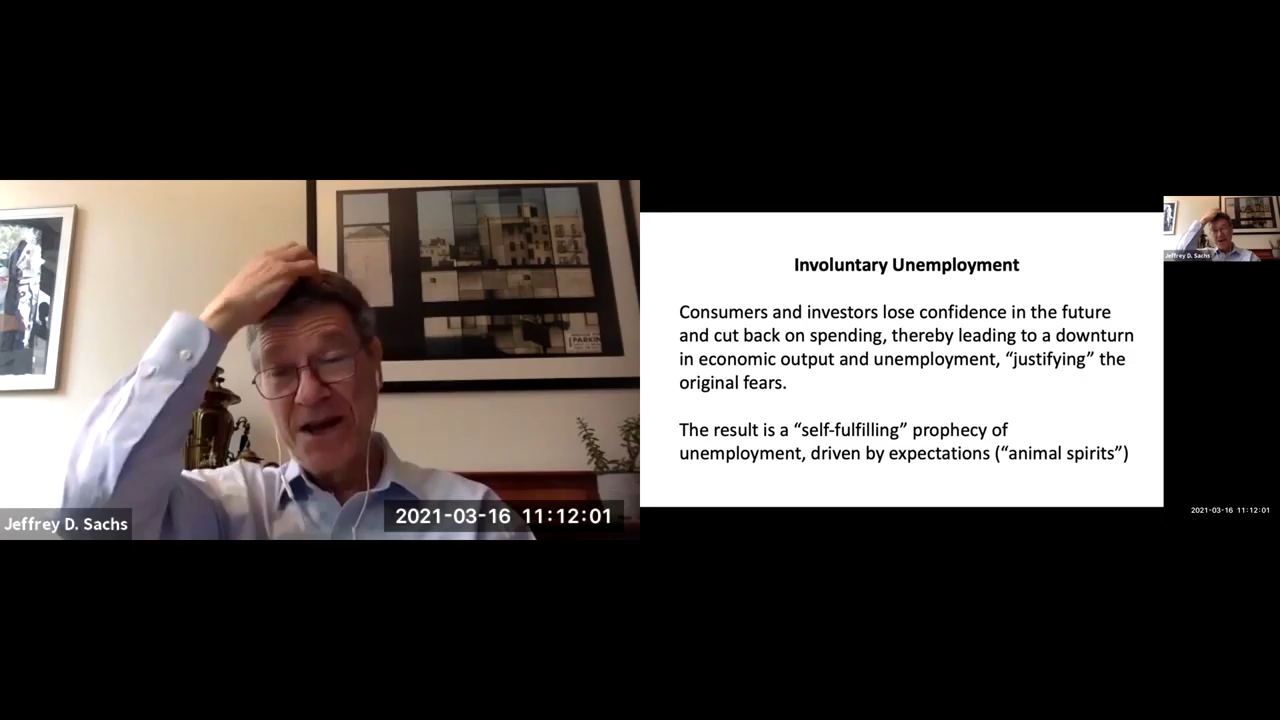 PARKIN
Jeffrey D. Sachs
2021-03-16 11:12:01
Involuntary Unemployment
Consumers and investors lose confidence in the future
and cut back on spending, thereby leading to a downturn
in economic output and unemployment, “justifying” the
original fears.
The result is a “self-fulfilling” prophecy of
unemployment, driven by expectations (“animal spirits”)
Jeffrey D. Sachs
2021-03-16 11:12:01